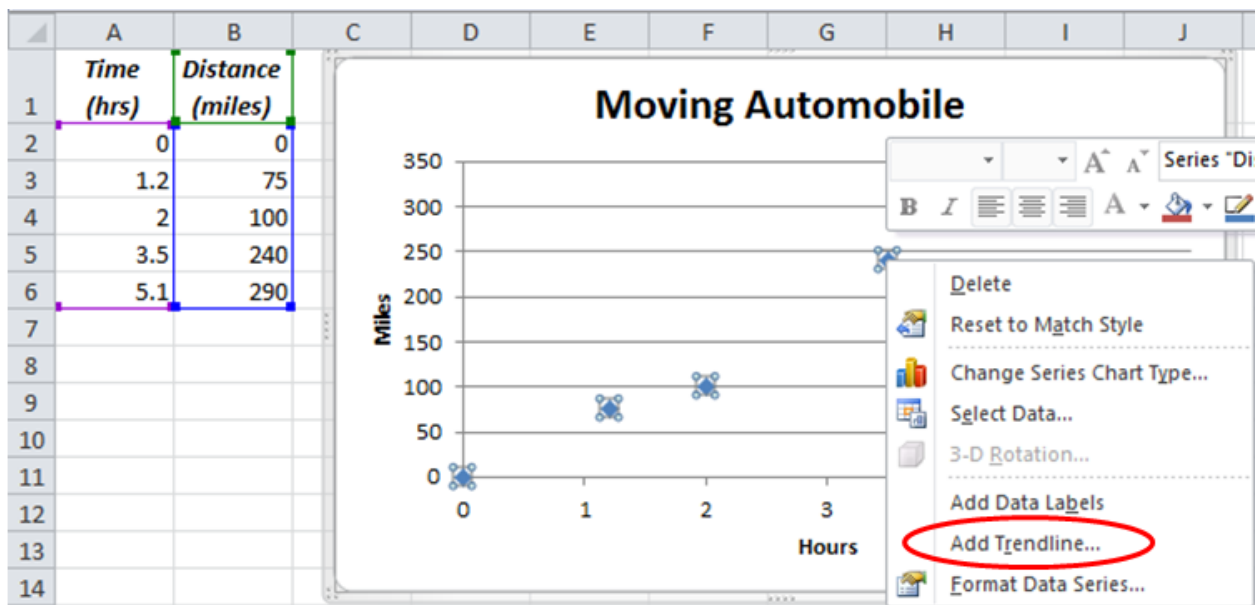 A B C D E F G H I J
1 Time (hrs) Distance (miles)
2 0 0
3 1.2 75
4 2 100
5 3.5 240
6 5.1 290
7
8
9
10
11
12
13
14
Moving Automobile
350
300
250
200
150
100
50
0
Miles
0 1 2 3
Hours
A A Series "Di
B I A
Delete
Reset to Match Style
Change Series Chart Type...
Select Data...
3-D Rotation...
Add Data Labels
Add Trendline...
Format Data Series...